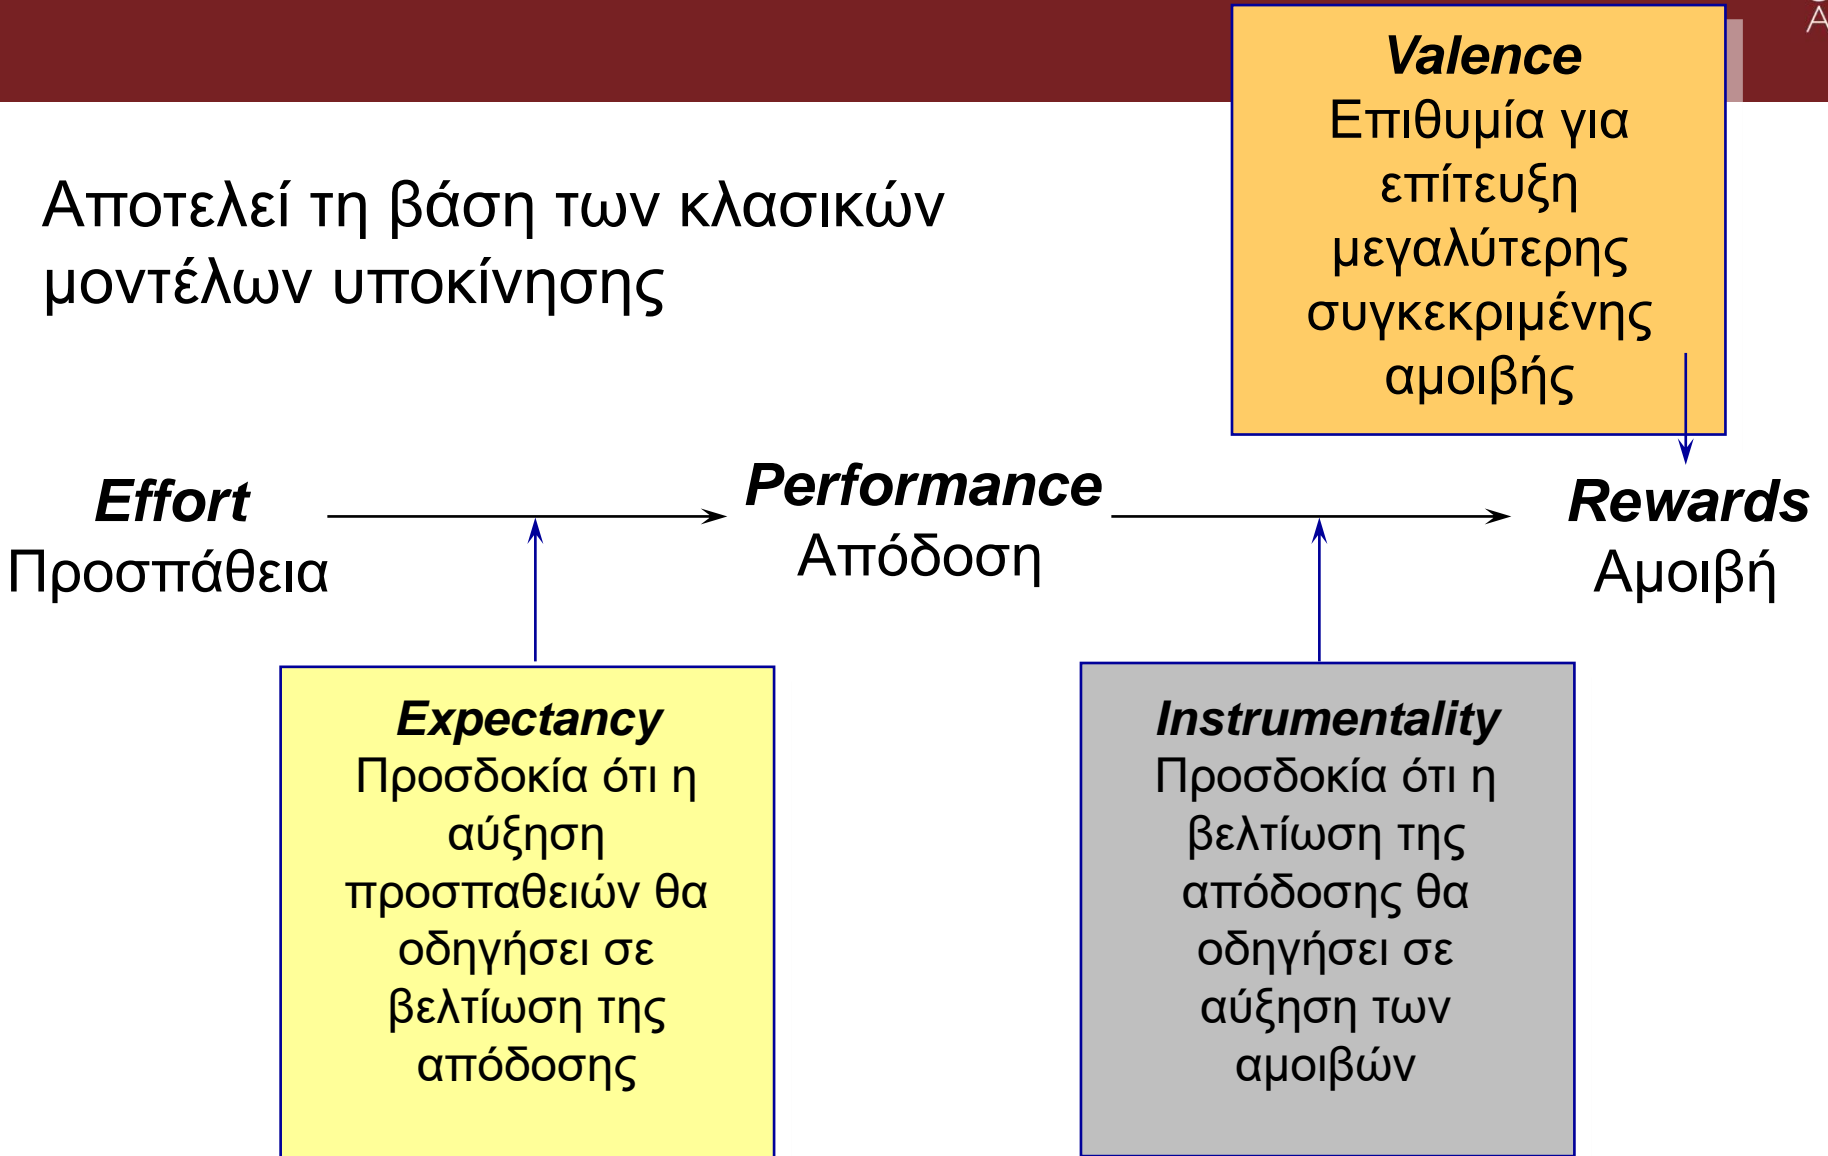 Valence
Επιθυμία για
επίτευξη
μεγαλύτερης
συγκεκριμένης
αμοιβής
Αποτελεί τη βάση των κλασικών
μοντέλων υποκίνησης
Effort
Προσπάθεια
Performance
Απόδοση
Rewards
Αμοιβή
Expectancy
Προσδοκία ότι η
αύξηση
προσπαθειών θα
οδηγήσει σε
βελτίωση της
απόδοσης
Instrumentality
Προσδοκία ότι η
βελτίωση της
απόδοσης θα
οδηγήσει σε
αύξηση των
αμοιβών